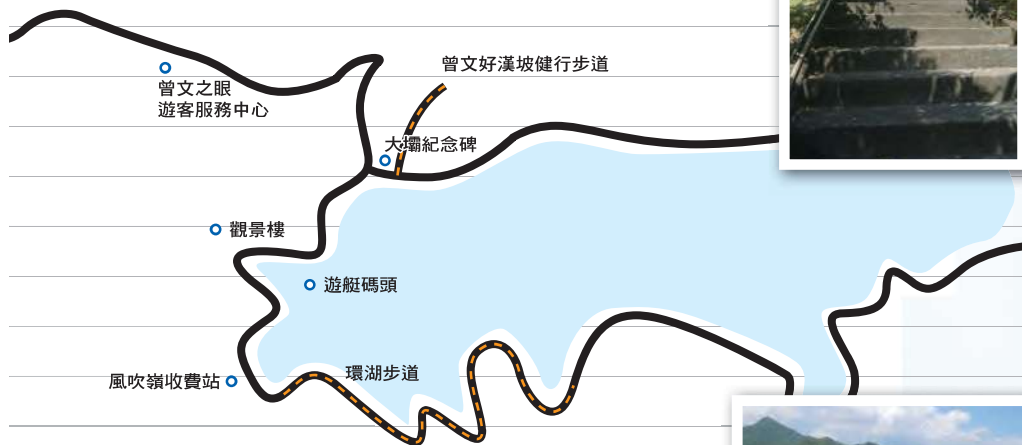 曾文好漢坡健行步道
曾文之眼
遊客服務中心
大壩紀念碑
觀景樓
遊艇碼頭
環湖步道
風吹嶺收費站